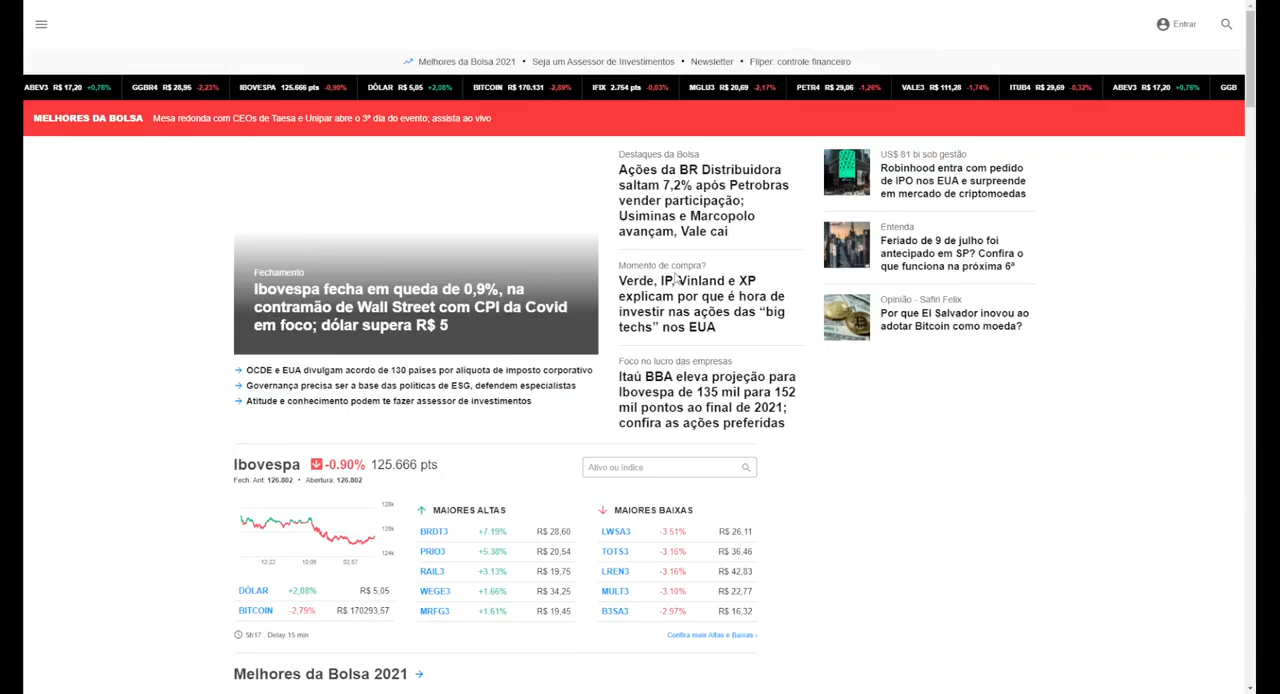 Entrar
Melhores da Bolsa 2021 • Seja um Assessor de Investimentos • Newsletter • Fliper: controle financeiro
ABEV3 R$ 17,20 +0,76% GGBR4 R$ 28,95 -2,23% IBOVESPA 125.666 pts -0,90% DÓLAR R$ 5,05 +2,08% BITCOIN R$ 170.131 -2,89% IFIX 2.754 pts -0,03% MGLU3 R$ 20,69 -2,17% PETR4 R$ 29,06 -1,26% VALE3 R$ 111,28 -1,74% ITUB4 R$ 29,69 -0,32% ABEV3 R$ 17,20 +0,76% GGB
MELHORES DA BOLSA Mesa redonda com CEOs de Taesa e Unipar abre o 3º dia do evento; assista ao vivo
Fechamento
Ibovespa fecha em queda de 0,9%, na
contramão de Wall Street com CPI da Covid
em foco; dólar supera R$ 5
→ OCDE e EUA divulgam acordo de 130 países por alíquota de imposto corporativo
→ Governança precisa ser a base das políticas de ESG, defendem especialistas
→ Atitude e conhecimento podem te fazer assessor de investimentos
Destaques da Bolsa
Ações da BR Distribuidora
saltam 7,2% após Petrobras
vender participação;
Usiminas e Marcopolo
avançam, Vale cai
Momento de compra?
Verde, IP, Vinland e XP
explicam por que é hora de
investir nas ações das “big
techs” nos EUA
Foco no lucro das empresas
Itaú BBA eleva projeção para
Ibovespa de 135 mil para 152
mil pontos ao final de 2021;
confira as ações preferidas
US$ 81 bi sob gestão
Robinhood entra com pedido
de IPO nos EUA e surpreende
em mercado de criptomoedas
Entenda
Feriado de 9 de julho foi
antecipado em SP? Confira o
que funciona na próxima 6ª
Opinião - Safiri Felix
Por que El Salvador inovou ao
adotar Bitcoin como moeda?
Ibovespa -0.90% 125.666 pts
Fech. Ant: 126.802 • Abertura: 126.802
Ativo ou índice
128k
126k
124k
12:22 10:08 02:57
DÓLAR +2,08% R$ 5,05
BITCOIN -2,79% R$ 170293,57
MAIORES ALTAS
BRDT3 +7.19% R$ 28,60
PRIO3 +5.38% R$ 20,54
RAIL3 +3.13% R$ 19,75
WEGE3 +1.66% R$ 34,25
MRFG3 +1.61% R$ 19,45
MAIORES BAIXAS
LWSA3 -3.51% R$ 26,11
TOTS3 -3.16% R$ 36,46
LREN3 -3.16% R$ 42,83
MULT3 -3.10% R$ 22,77
B3SA3 -2.97% R$ 16,32
5h17 Delay 15 min
Confira mais Altas e Baixas ›
Melhores da Bolsa 2021 →